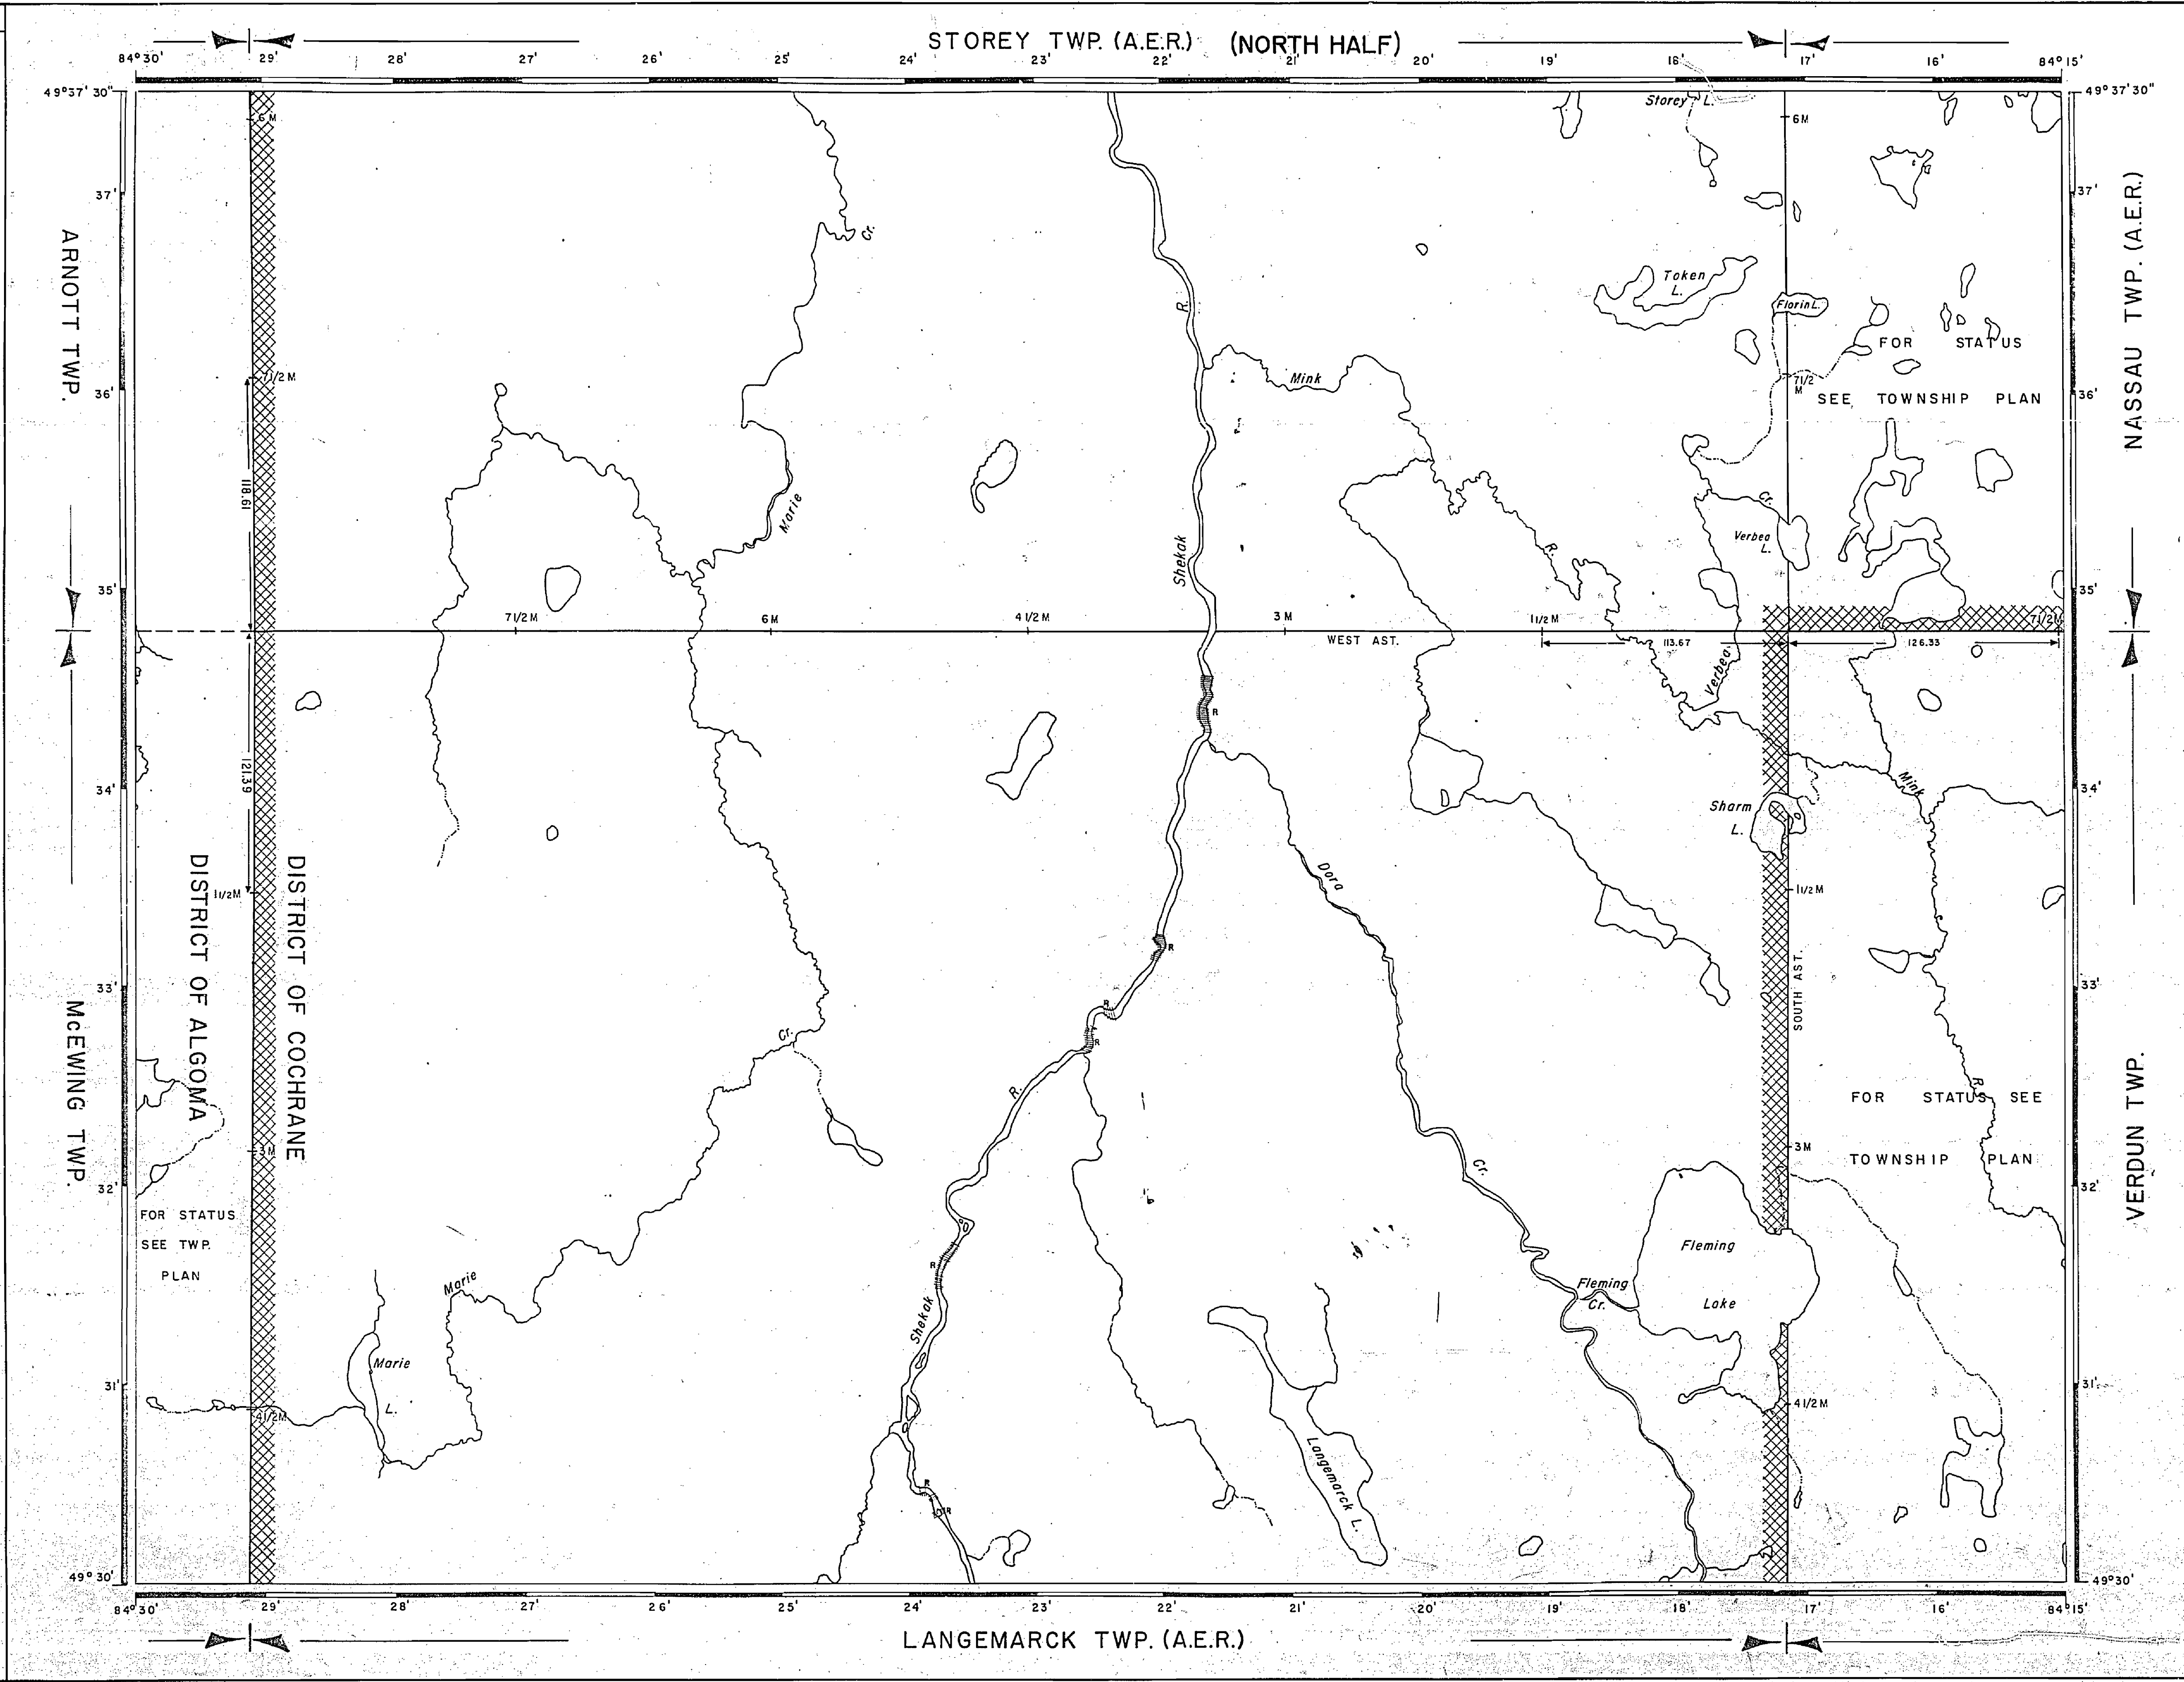 STOREY TWP. (A.E.R.) (NORTH HALF)
84°30' 29' 28' 27' 26' 25' 24' 23' 22' 21' 20' 19' 18' 17' 16' 84°15'
49°37'30"
49°37'30"
Storey L.
6 M
6 M
37'
37'
ARNOTT TWP.
NASSAU TWP. (A.E.R.)
Cr.
Token
L.
Florin L.
R.
FOR STATUS
SEE TOWNSHIP PLAN
7 1/2 M
7 1/2
M
36'
36'
Mink
118.61
Marie
Cr.
Verbea
L.
Shekak
R.
35'
35'
7 1/2 M
6 M
4 1/2 M
3 M
1 1/2 M
7 1/2 M
WEST AST.
113.67
126.33
Verbea
R
121.39
34'
34'
Mink
Sharm
L.
Dora
1 1/2 M
1 1/2 M
DISTRICT OF ALGOMA
DISTRICT OF COCHRANE
R
SOUTH AST.
33'
33'
R
R
Cr.
McEWING TWP.
VERDUN TWP.
R.
R.
FOR STATUS SEE
TOWNSHIP PLAN
3 M
3 M
Cr.
32'
32'
FOR STATUS
SEE TWP.
PLAN
Fleming
Lake
R
Marie
Fleming
Cr.
Shekak
Marie
L.
31'
31'
4 1/2 M
4 1/2 M
Langemarck L.
R
R
49°30'
49°30'
84°30' 29' 28' 27' 26' 25' 24' 23' 22' 21' 20' 19' 18' 17' 16' 84°15'
LANGEMARCK TWP. (A.E.R.)